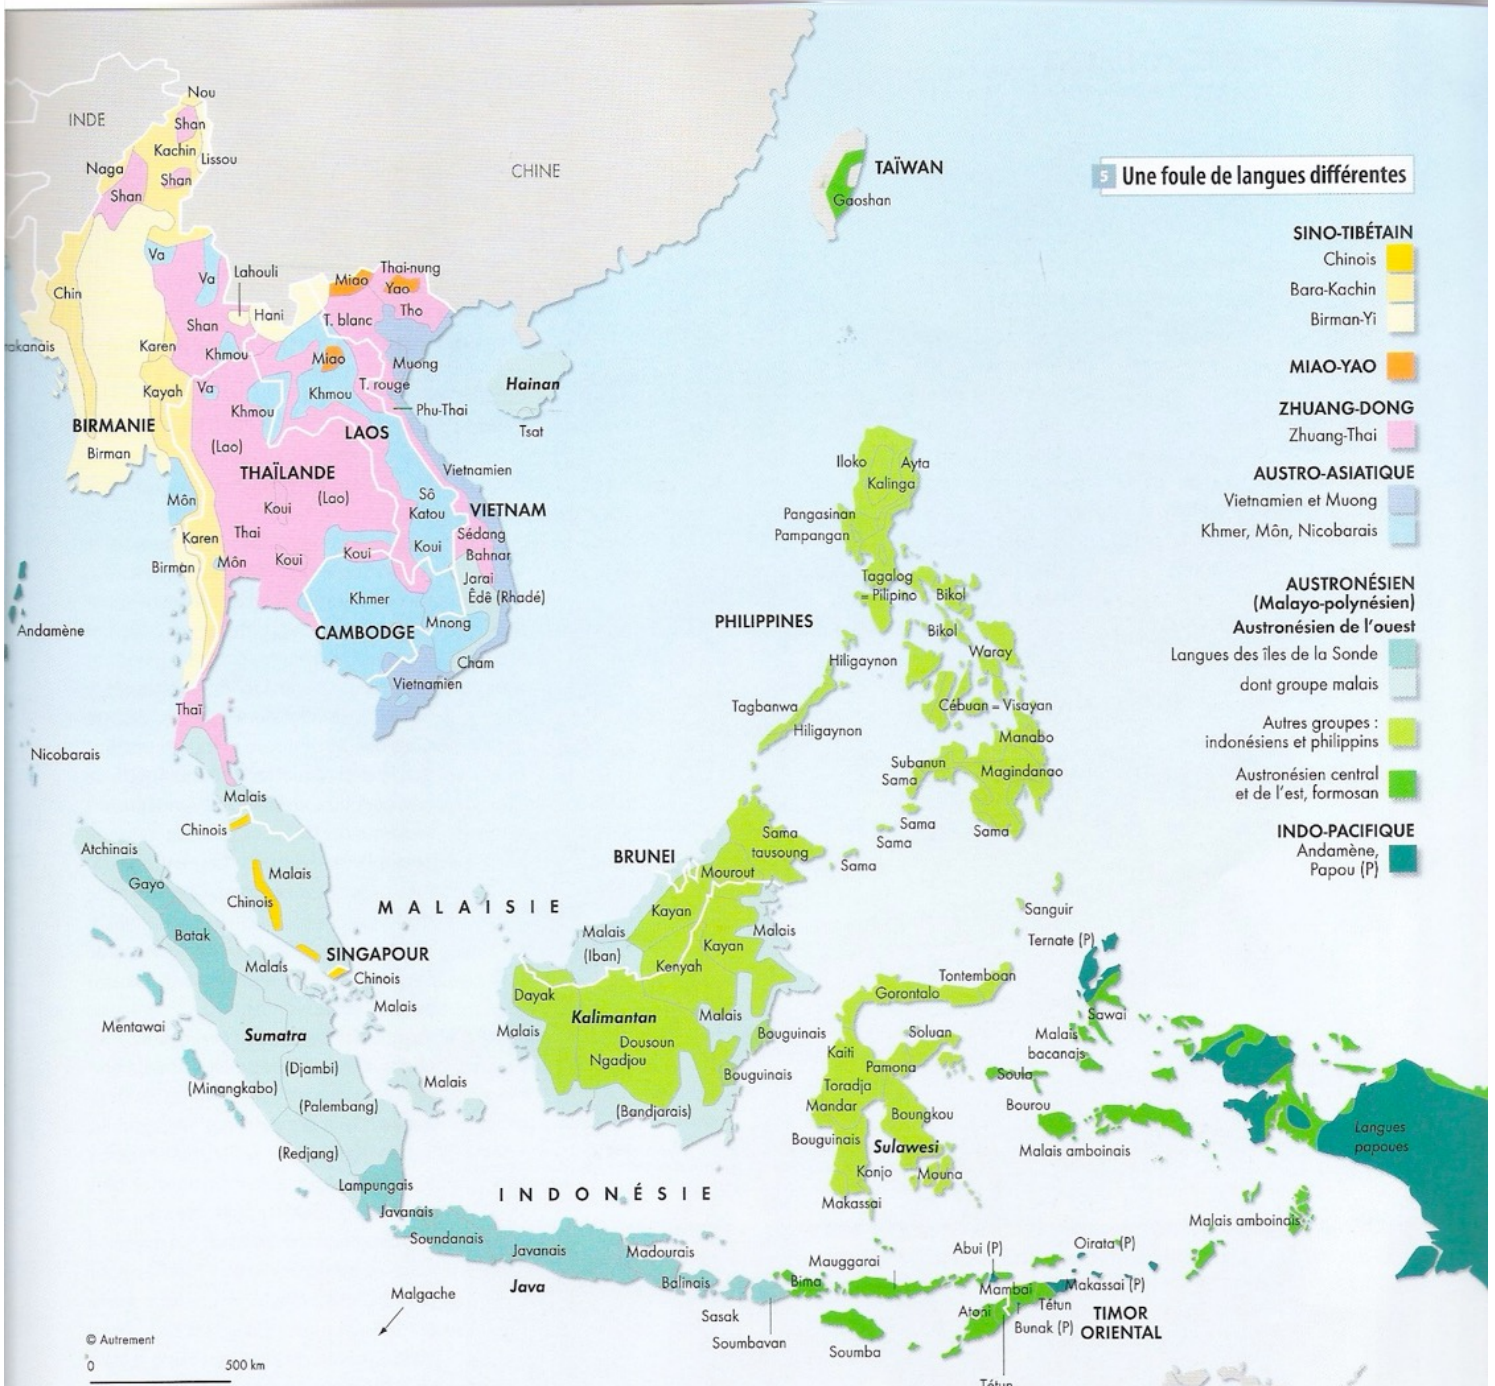 5 Une foule de langues différentes
SINO-TIBÉTAIN
Chinois
Bara-Kachin
Birman-Yi
MIAO-YAO
ZHUANG-DONG
Zhuang-Thai
AUSTRO-ASIATIQUE
Vietnamien et Muong
Khmer, Môn, Nicobarais
AUSTRONÉSIEN
(Malayo-polynésien)
Austronésien de l'ouest
Langues des îles de la Sonde
dont groupe malais
Autres groupes :
indonésiens et philippins
Austronésien central
et de l'est, formosan
INDO-PACIFIQUE
Andamène,
Papou (P)
INDE
CHINE
Nou
Shan
Kachin
Lissou
Naga
Shan
Shan
Va
Va
Lahouli
Hani
Chin
Shan
Karen
Khmou
Kayah
Va
Khmou
BIRMANIE
Birman
Môn
Karen
Birman
Môn
Andamène
Nicobarais
Miao
Thai-nung
Yao
Tho
T. blanc
Miao
Muong
T. rouge
Khmou
Phu-Thai
LAOS
(Lao)
THAÏLANDE
(Lao)
Koui
Thai
Koui
Koui
Vietnamien
Sô
Katou
VIETNAM
Sédang
Koui
Bahnar
Jarai
Êdê (Rhadé)
Khmer
Mnong
CAMBODGE
Cham
Vietnamien
Thaï
Hainan
Tsat
TAÏWAN
Gaoshan
Iloko
Ayta
Kalinga
Pangasinan
Pampangan
Tagalog
= Pilipino
Bikol
PHILIPPINES
Bikol
Waray
Hiligaynon
Tagbanwa
Cébuan = Visayan
Hiligaynon
Manabo
Subanun
Magindanao
Sama
Sama
Sama
Sama
Sama
Malais
Chinois
Malais
Chinois
MALAISIE
SINGAPOUR
Chinois
Malais
Atchinais
Gayo
Batak
Malais
Mentawai
Sumatra
(Djambi)
(Minangkabo)
(Palembang)
Malais
(Redjang)
Lampungais
BRUNEI
Sama
tausoung
Mourout
Kayan
Malais
(Iban)
Kayan
Malais
Kenyah
Dayak
Kalimantan
Malais
Malais
Dousoun
Ngadjou
Bouguinais
Bouguinais
(Bandjarais)
Sanguir
Ternate (P)
Tontemboan
Gorontalo
Sawai
Soluan
Malais
bacanais
Kaiti
Pamona
Soula
Toradja
Mandar
Boungkou
Bourou
Bouguinais
Sulawesi
Malais amboinais
Konjo
Mouna
Makassai
Langues
papoues
INDONÉSIE
Javanais
Soundanais
Javanais
Madourais
Java
Balinais
Sasak
Soumbavan
Malgache
Mauggarai
Bima
Soumba
Abui (P)
Oirata (P)
Malais amboinais
Mambai
Makassai (P)
Atoni
Tétun
Bunak (P)
TIMOR
ORIENTAL
Tétun
© Autrement
0 500 km